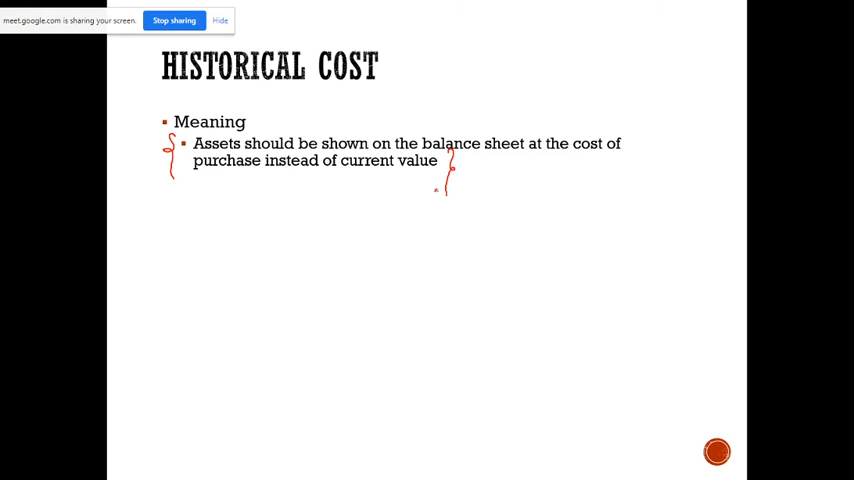 meet.google.com is sharing your screen. Stop sharing Hide
HISTORICAL COST
Meaning
Assets should be shown on the balance sheet at the cost of
purchase instead of current value